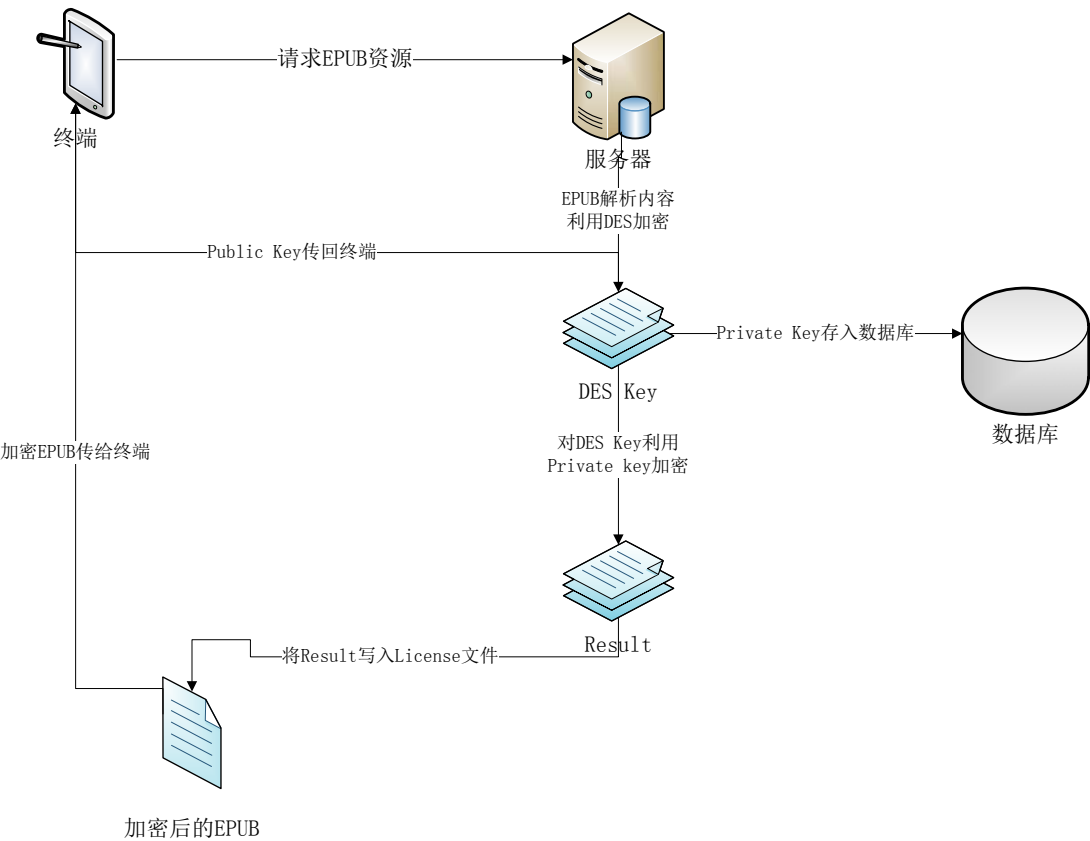 请求EPUB资源
终端
服务器
EPUB解析内容
利用DES加密
Public Key传回终端
Private Key存入数据库
DES Key
数据库
对DES Key利用
Private key加密
加密EPUB传给终端
Result
将Result写入License文件
加密后的EPUB